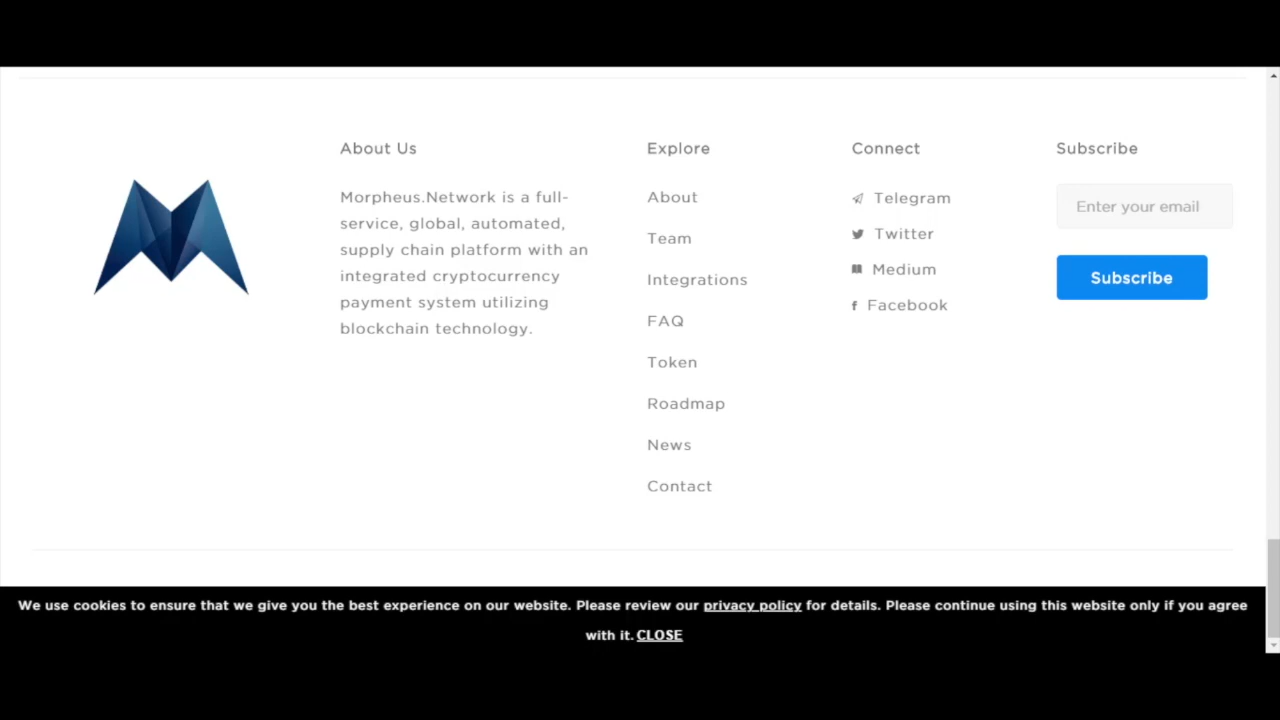 About Us
Morpheus.Network is a full-
service, global, automated,
supply chain platform with an
integrated cryptocurrency
payment system utilizing
blockchain technology.
Explore
About
Team
Integrations
FAQ
Token
Roadmap
News
Contact
Connect
Telegram
Twitter
Medium
Facebook
Subscribe
Enter your email
Subscribe
We use cookies to ensure that we give you the best experience on our website. Please review our privacy policy for details. Please continue using this website only if you agree
with it. CLOSE